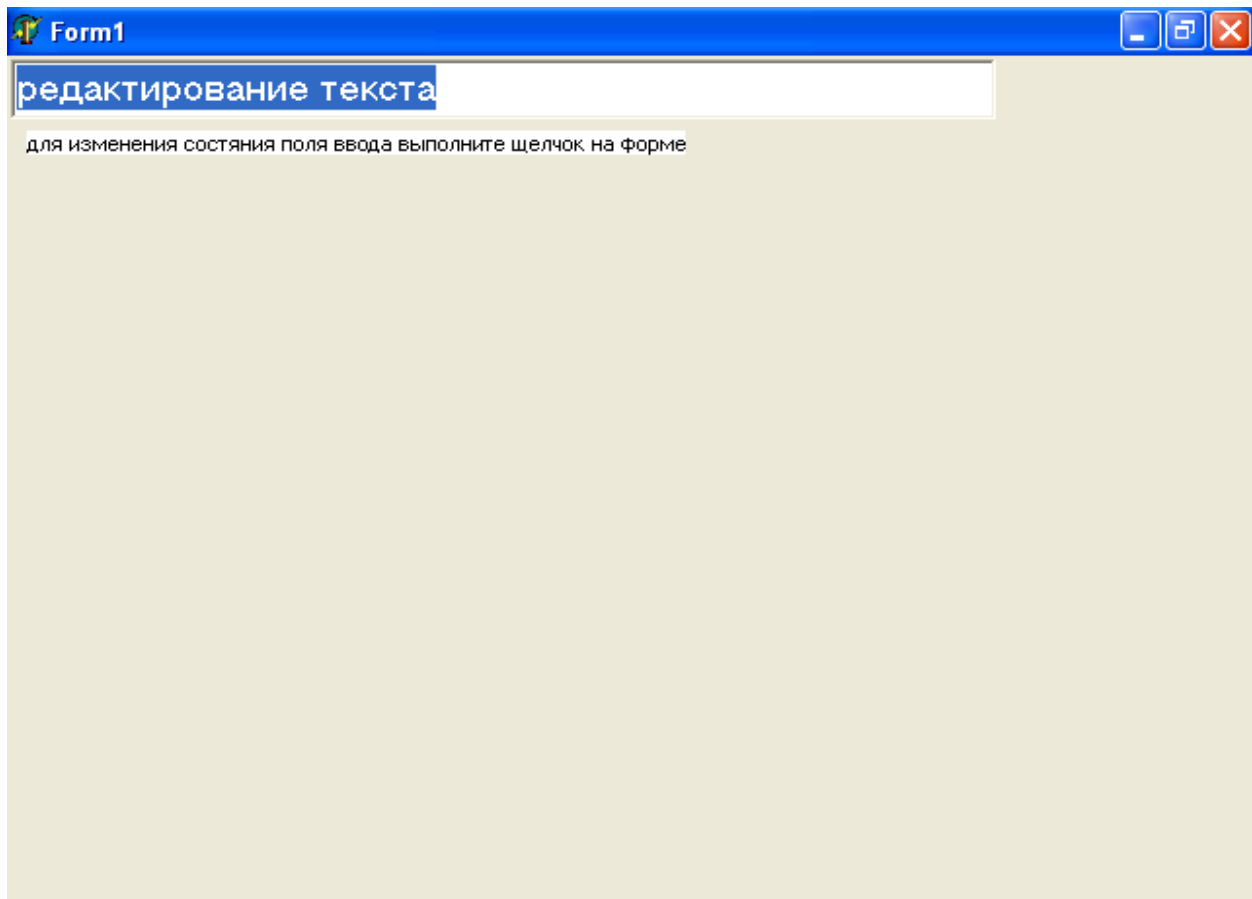 Form1
редактирование текста
для изменения состяния поля ввода выполните щелчок на форме